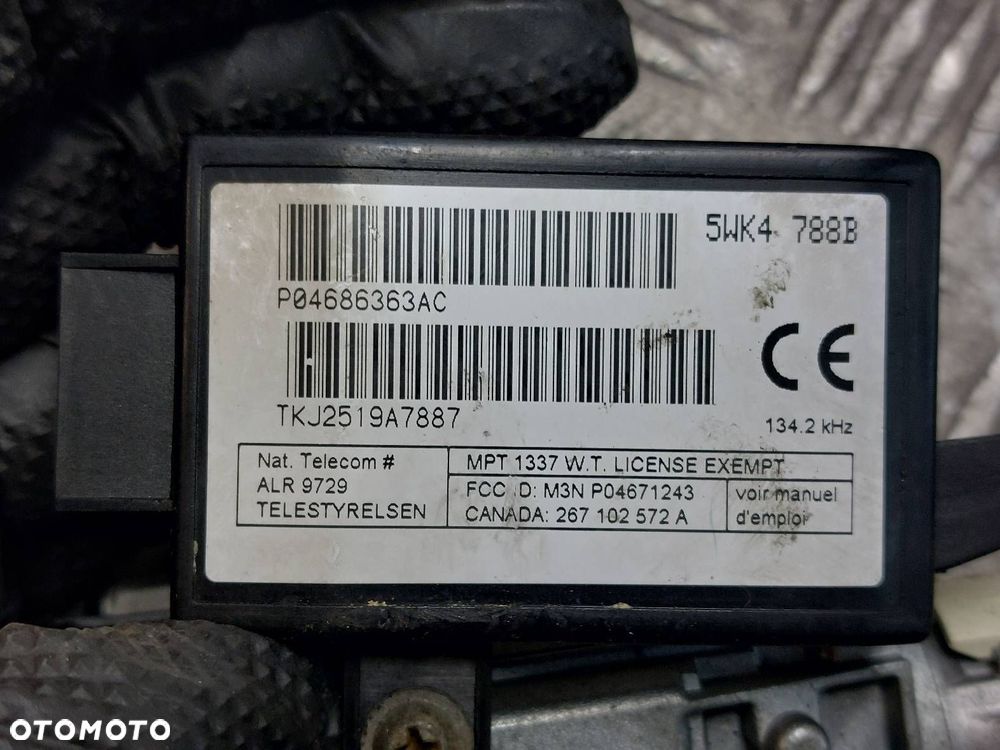 5WK4 788B
P04686363AC
TKJ2519A7887
CE
134.2 kHz
Nat. Telecom #
ALR 9729
TELESTYRELSEN
MPT 1337 W.T. LICENSE EXEMPT
FCC ID: M3N P04671243
CANADA: 267 102 572 A
voir manuel
d'emploi
OTOMOTO